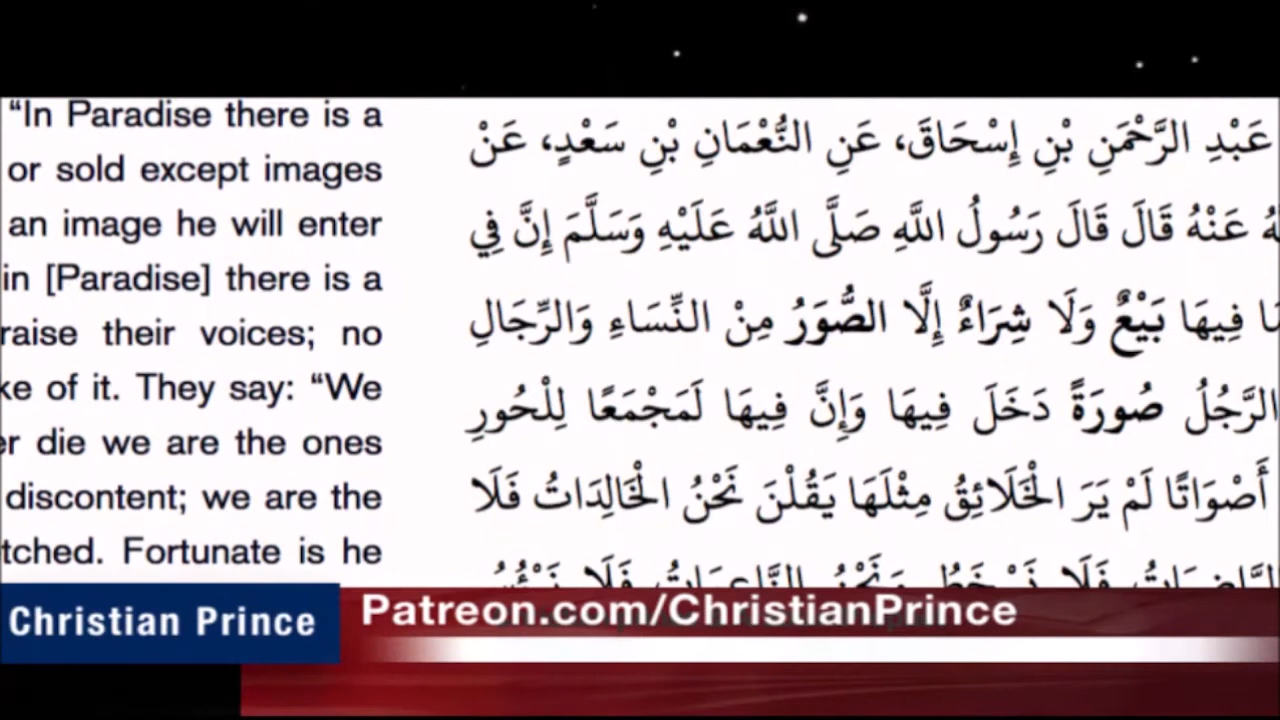 “In Paradise there is a
or sold except images
an image he will enter
in [Paradise] there is a
raise their voices; no
ke of it. They say: “We
er die we are the ones
discontent; we are the
tched. Fortunate is he
عَبْدِ الرَّحْمَنِ بْنِ إِسْحَاقَ، عَنِ النُّعْمَانِ بْنِ سَعْدٍ، عَنْ
عَنْهُ قَالَ قَالَ رَسُولُ اللَّهِ صَلَّى اللَّهُ عَلَيْهِ وَسَلَّمَ إِنَّ فِي
فِيهَا بَيْعٌ وَلَا شِرَاءٌ إِلَّا الصُّوَرُ مِنْ النِّسَاءِ وَالرِّجَالِ
الرَّجُلُ صُورَةً دَخَلَ فِيهَا وَإِنَّ فِيهَا لَمَجْمَعًا لِلْحُورِ
أَصْوَاتًا لَمْ يَرَ الْخَلَائِقُ مِثْلَهَا يَقُلْنَ نَحْنُ الْخَالِدَاتُ فَلَا
Christian Prince
Patreon.com/ChristianPrince